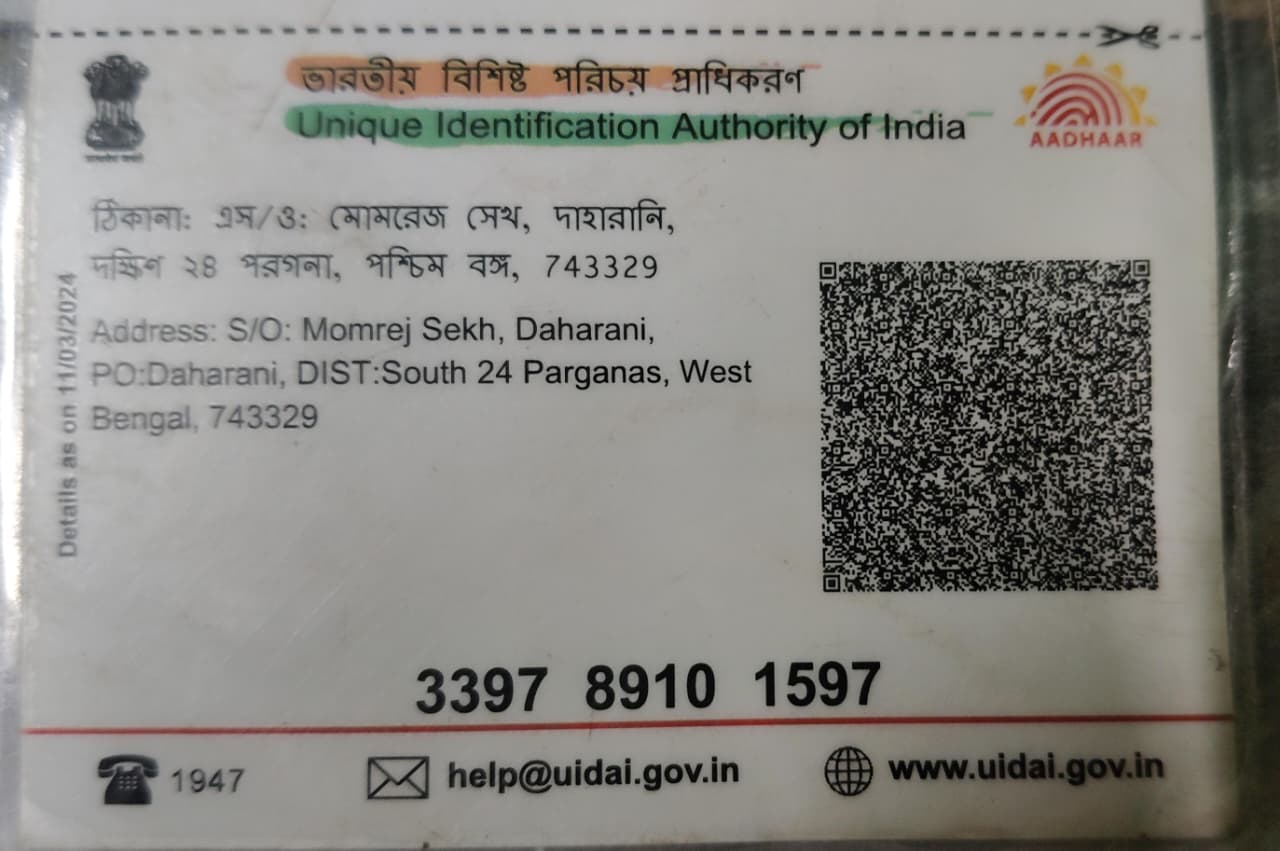 ভারতীয় বিশিষ্ট পরিচয় প্রাধিকরণ
Unique Identification Authority of India
AADHAAR
ঠিকানা: এস/ও: মোমরেজ সেখ, দাহারানি,
দক্ষিণ ২৪ পরগনা, পশ্চিম বঙ্গ, 743329
Address: S/O: Momrej Sekh, Daharani,
PO:Daharani, DIST:South 24 Parganas, West
Bengal, 743329
Details as on 11/03/2024
3397 8910 1597
1947
help@uidai.gov.in
www.uidai.gov.in